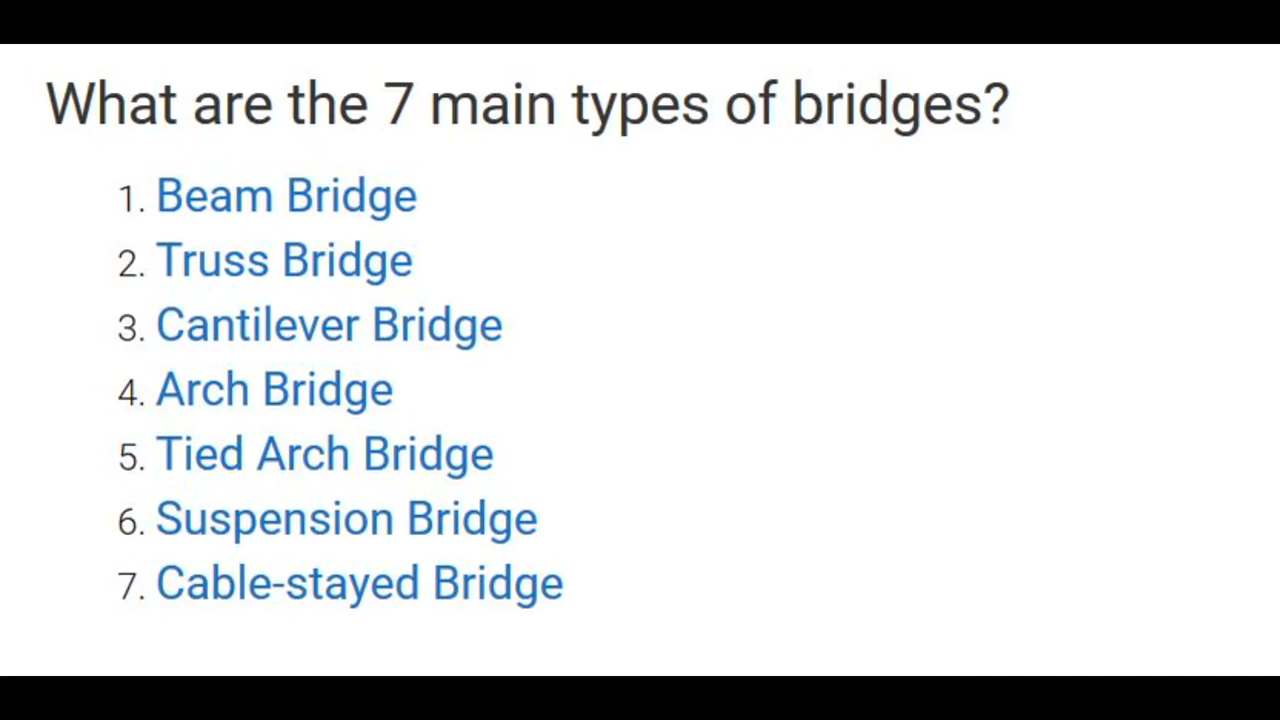 What are the 7 main types of bridges?
1. Beam Bridge
2. Truss Bridge
3. Cantilever Bridge
4. Arch Bridge
5. Tied Arch Bridge
6. Suspension Bridge
7. Cable-stayed Bridge